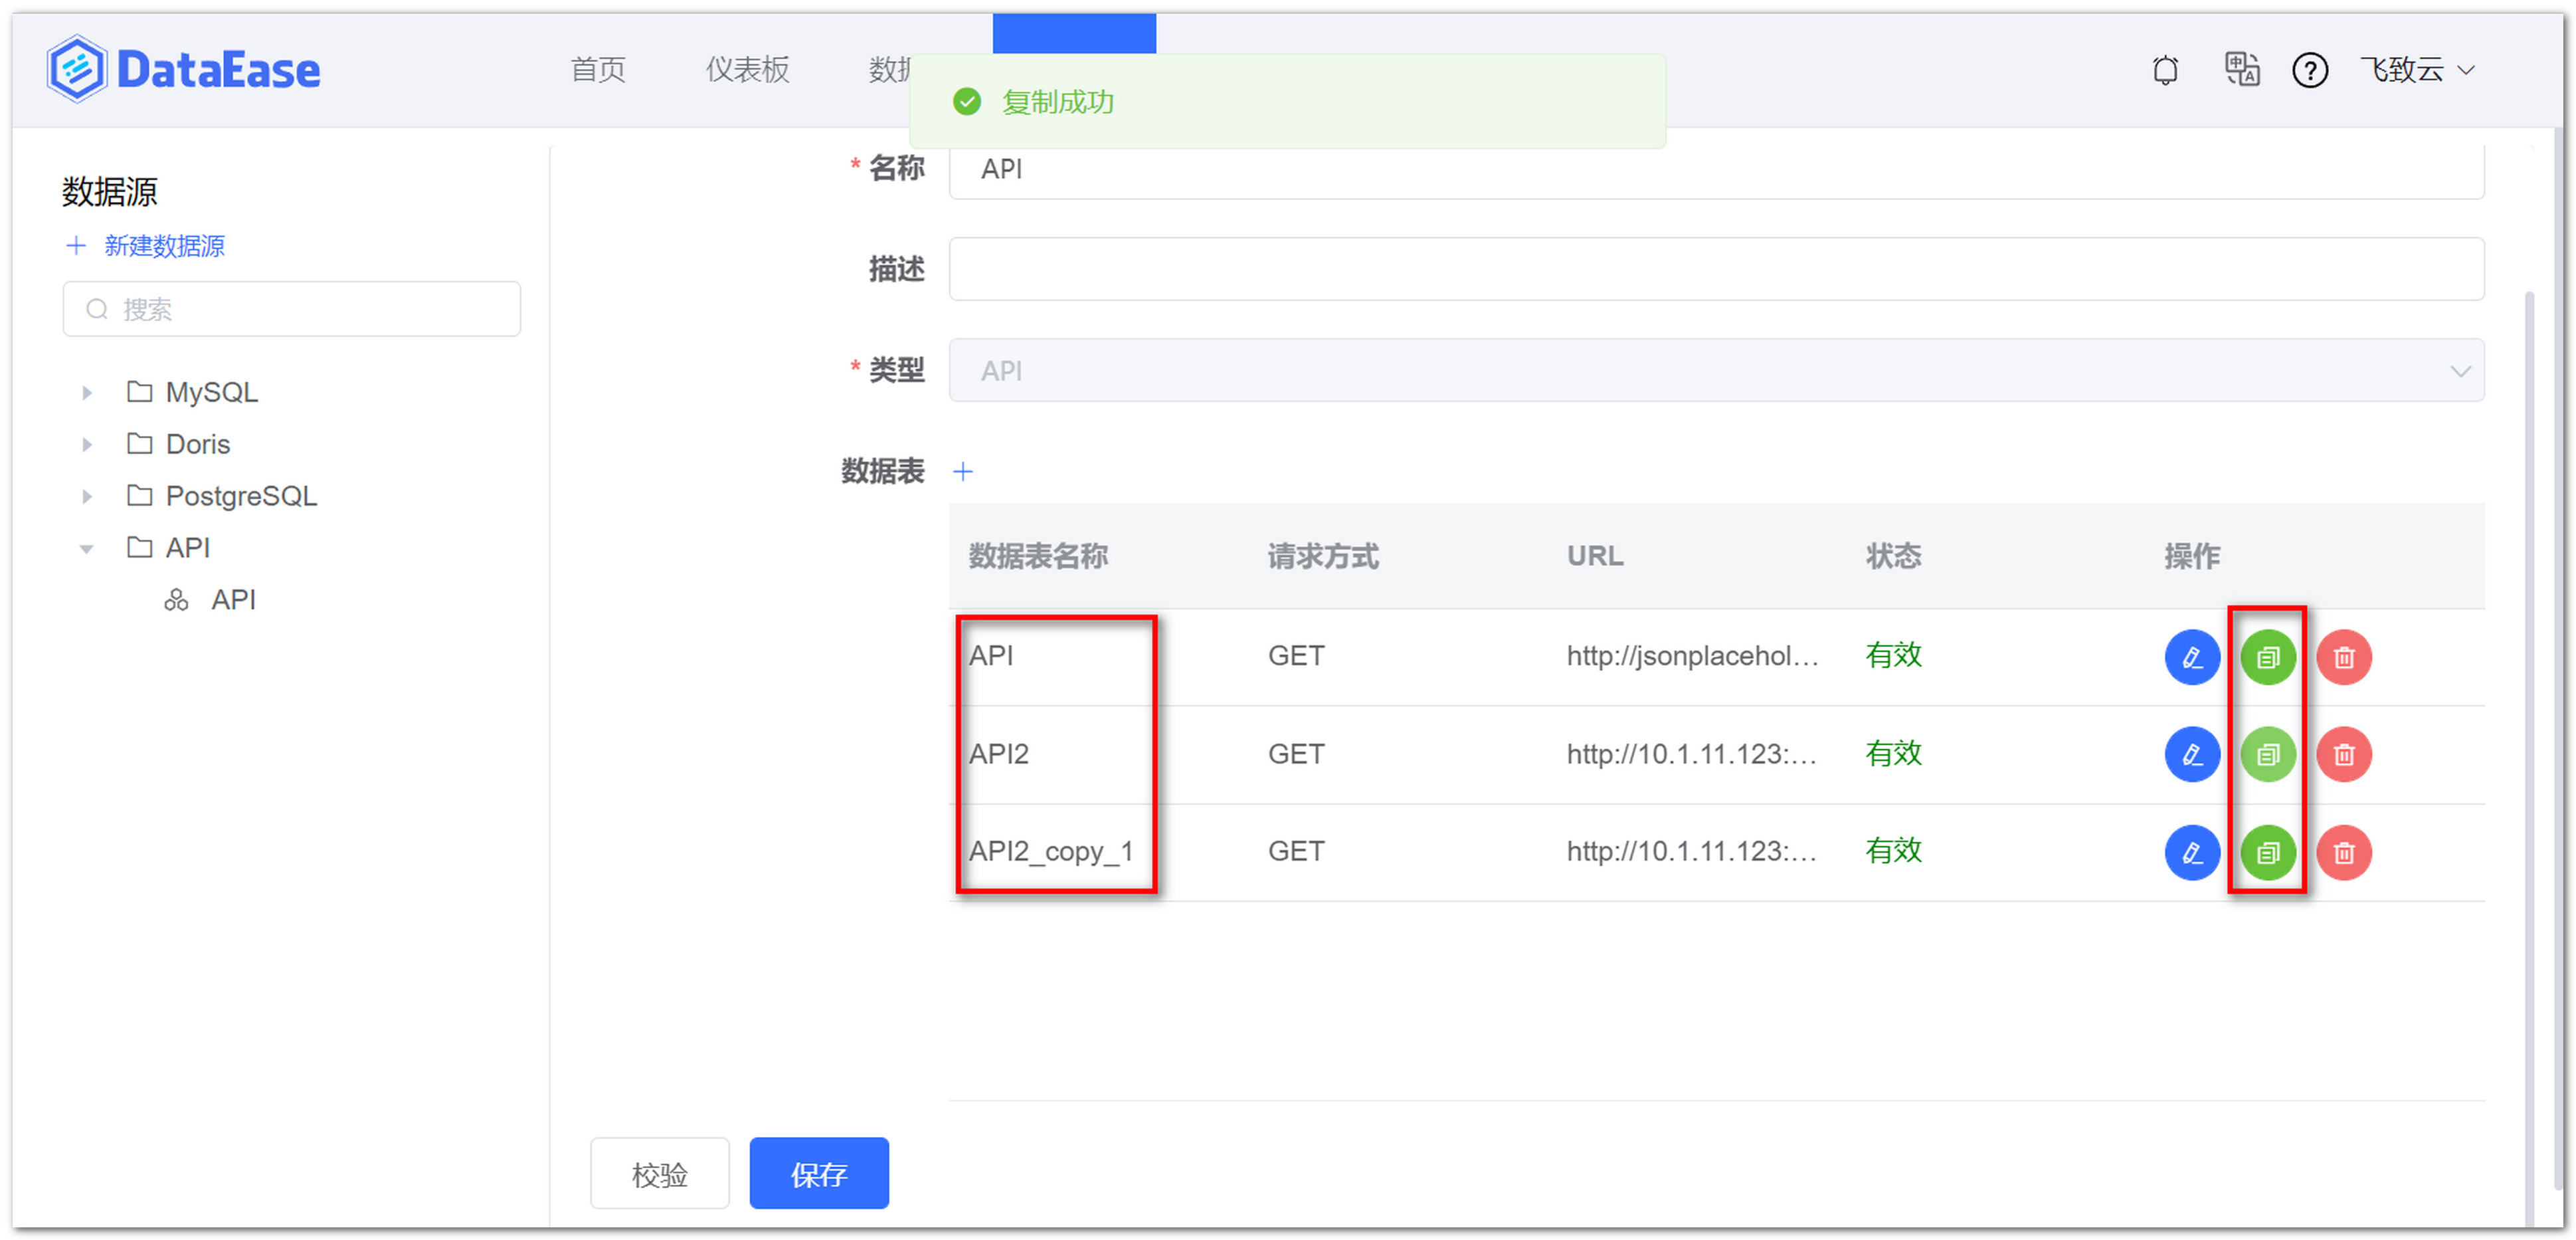 DataEase 首页 仪表板 数据 飞致云
复制成功
数据源
新建数据源
搜索
MySQL
Doris
PostgreSQL
API
API
* 名称 API
描述
* 类型 API
数据表 +
数据表名称 请求方式 URL 状态 操作
API GET http://jsonplacehol... 有效
API2 GET http://10.1.11.123:... 有效
API2_copy_1 GET http://10.1.11.123:... 有效
校验 保存